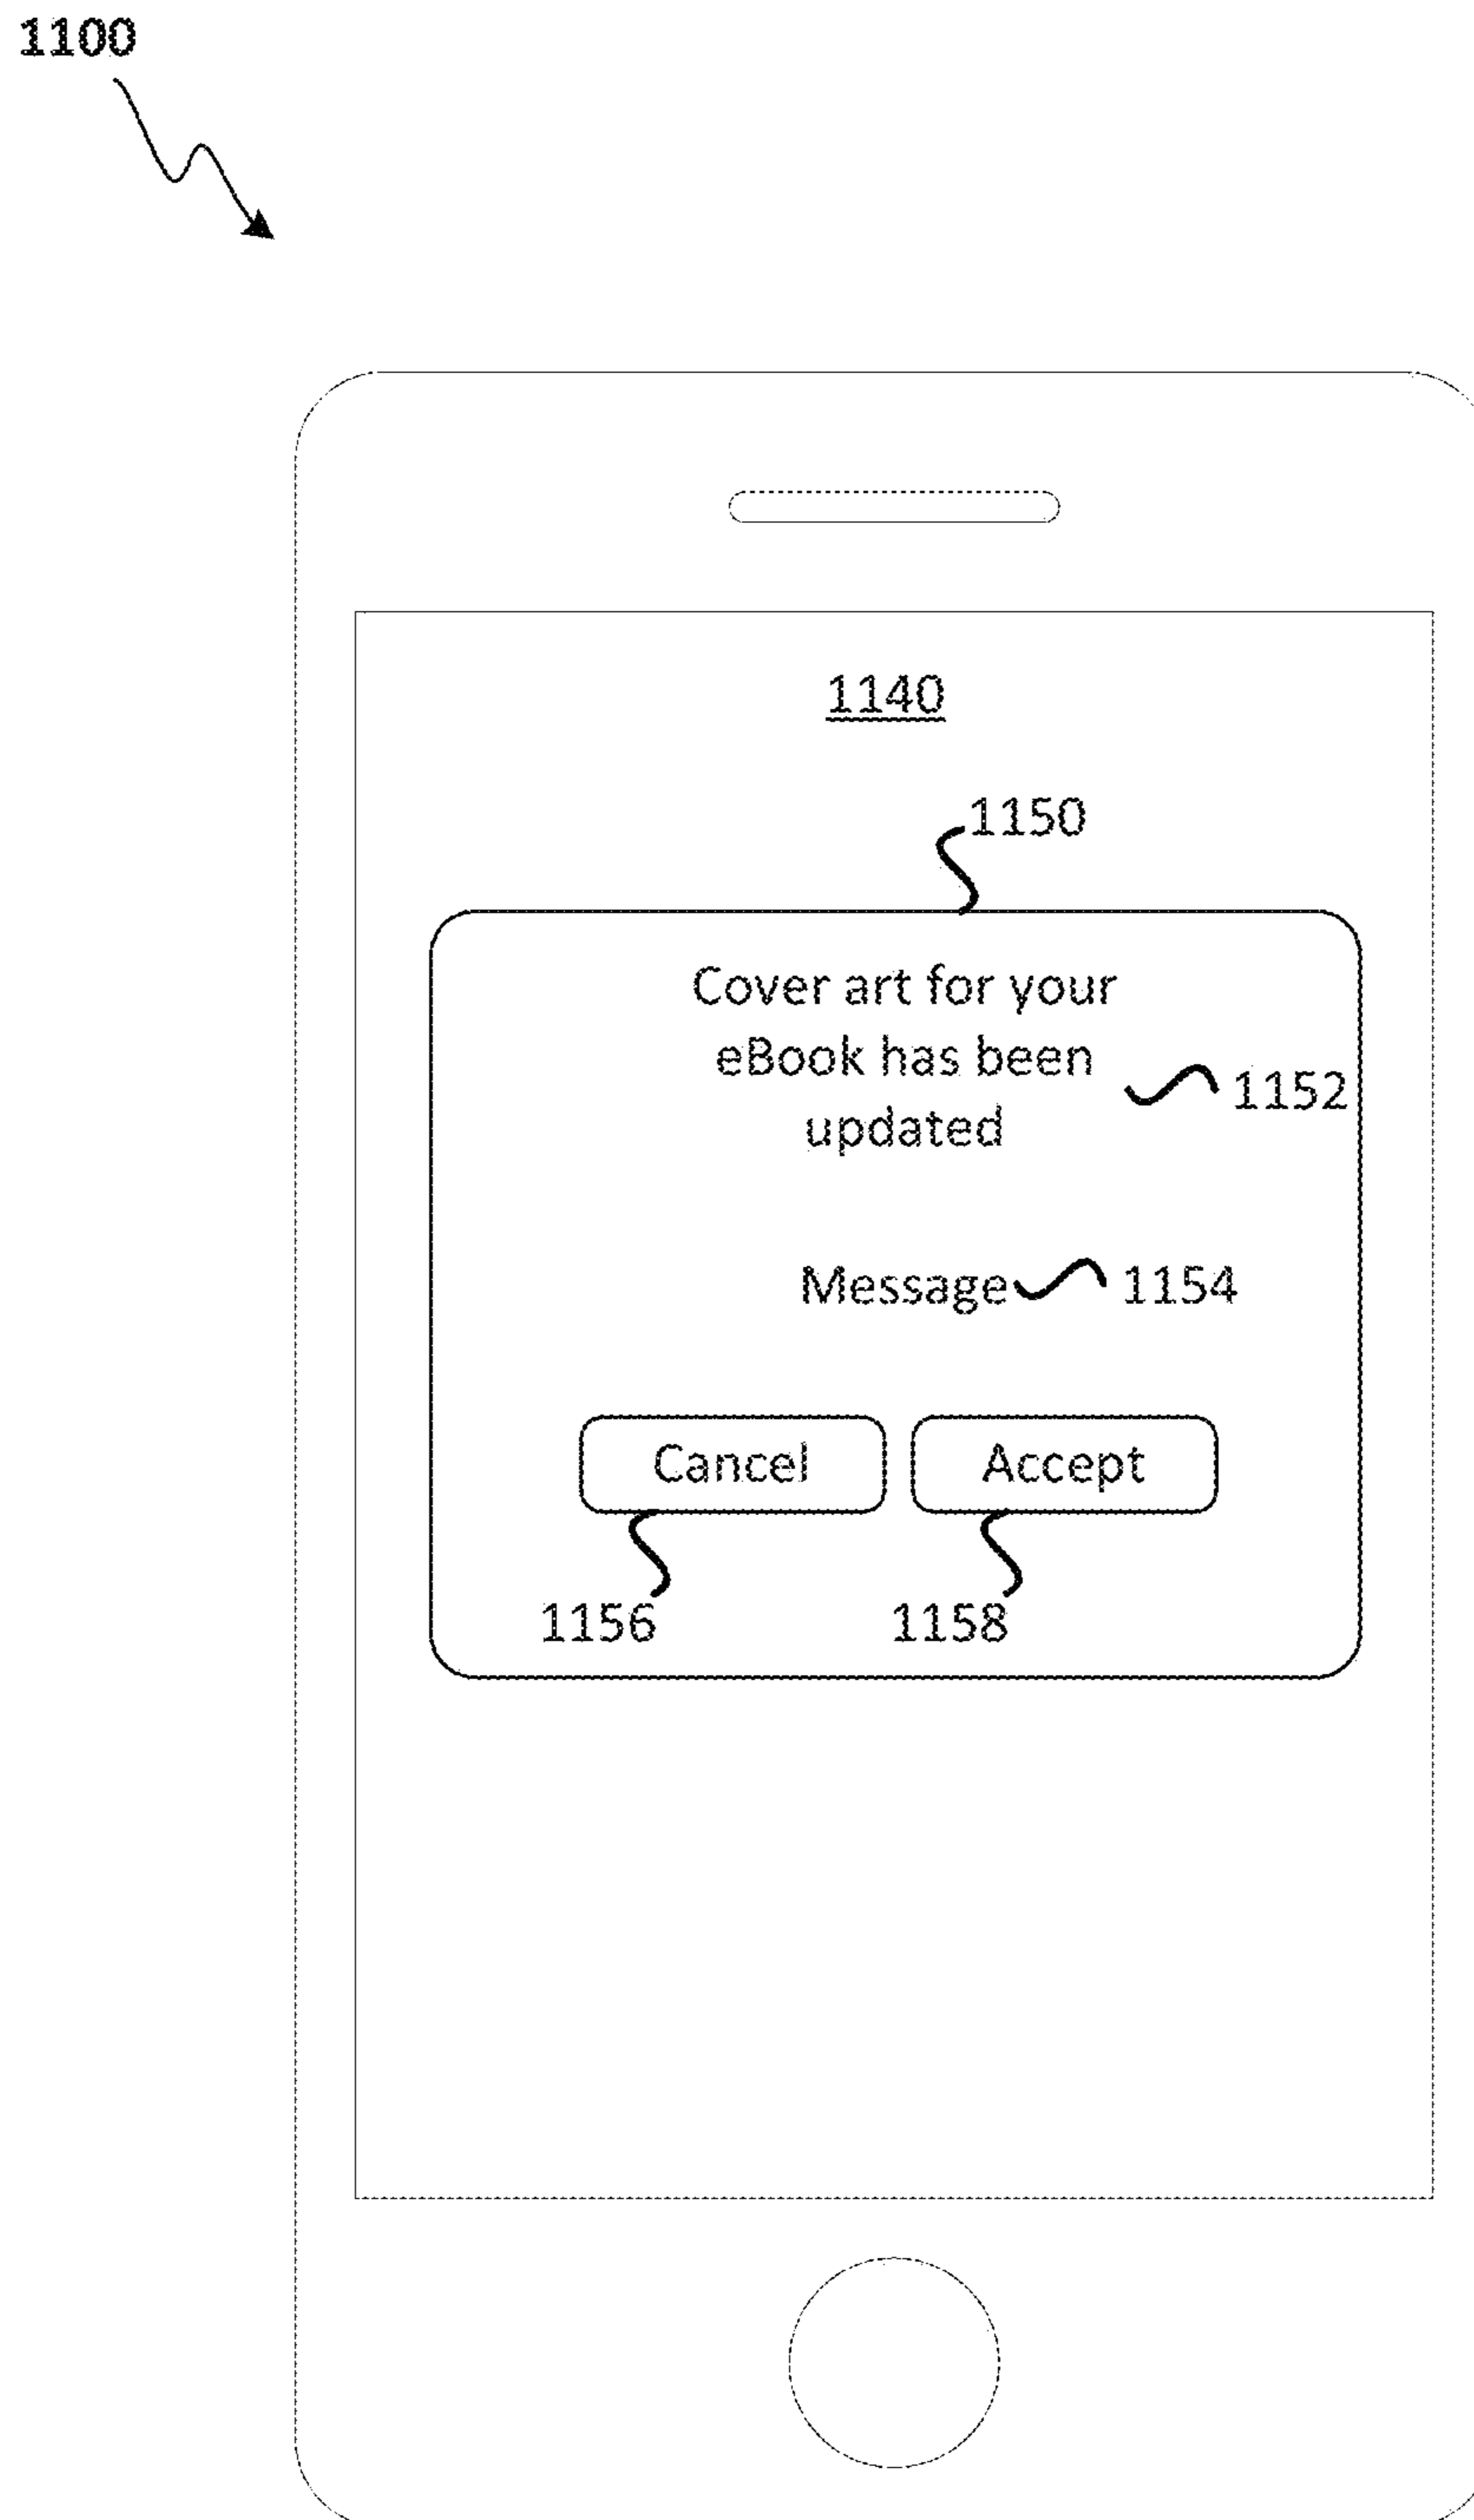 1100
1140
1150
Cover art for your
eBook has been
updated
1152
Message 1154
Cancel Accept
1156 1158